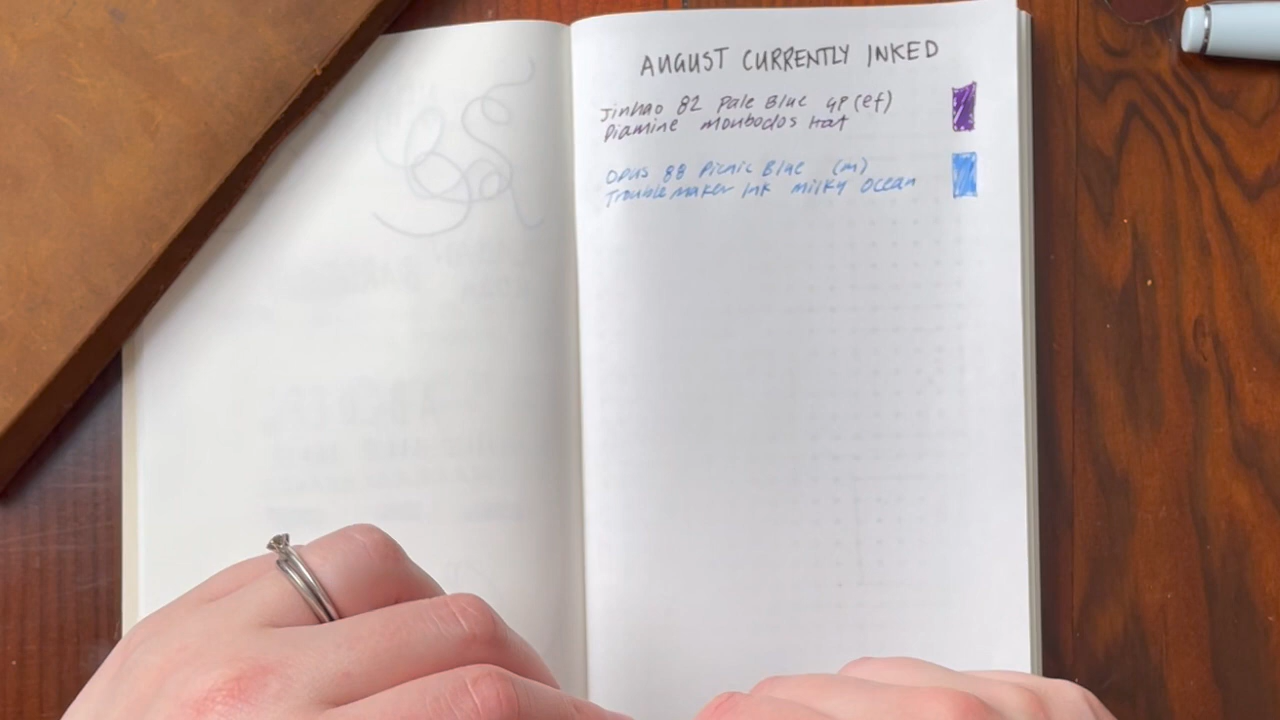 AUGUST CURRENTLY INKED
Jinhao 82 Pale Blue GP (ef)
Diamine Monboddos Hat
Opus 88 Picnic Blue (m)
Troublemaker Ink Milky Ocean